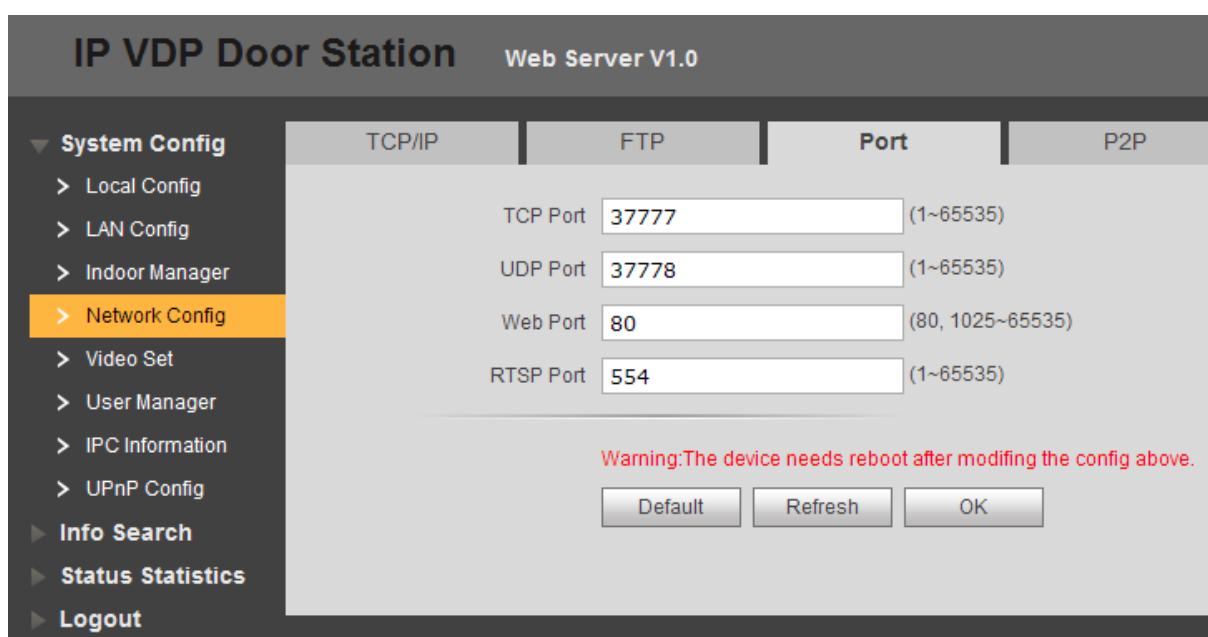 IP VDP Door Station Web Server V1.0
System Config
Local Config
LAN Config
Indoor Manager
Network Config
Video Set
User Manager
IPC Information
UPnP Config
Info Search
Status Statistics
Logout
TCP/IP FTP Port P2P
TCP Port 37777 (1~65535)
UDP Port 37778 (1~65535)
Web Port 80 (80, 1025~65535)
RTSP Port 554 (1~65535)
Warning:The device needs reboot after modifing the config above.
Default Refresh OK